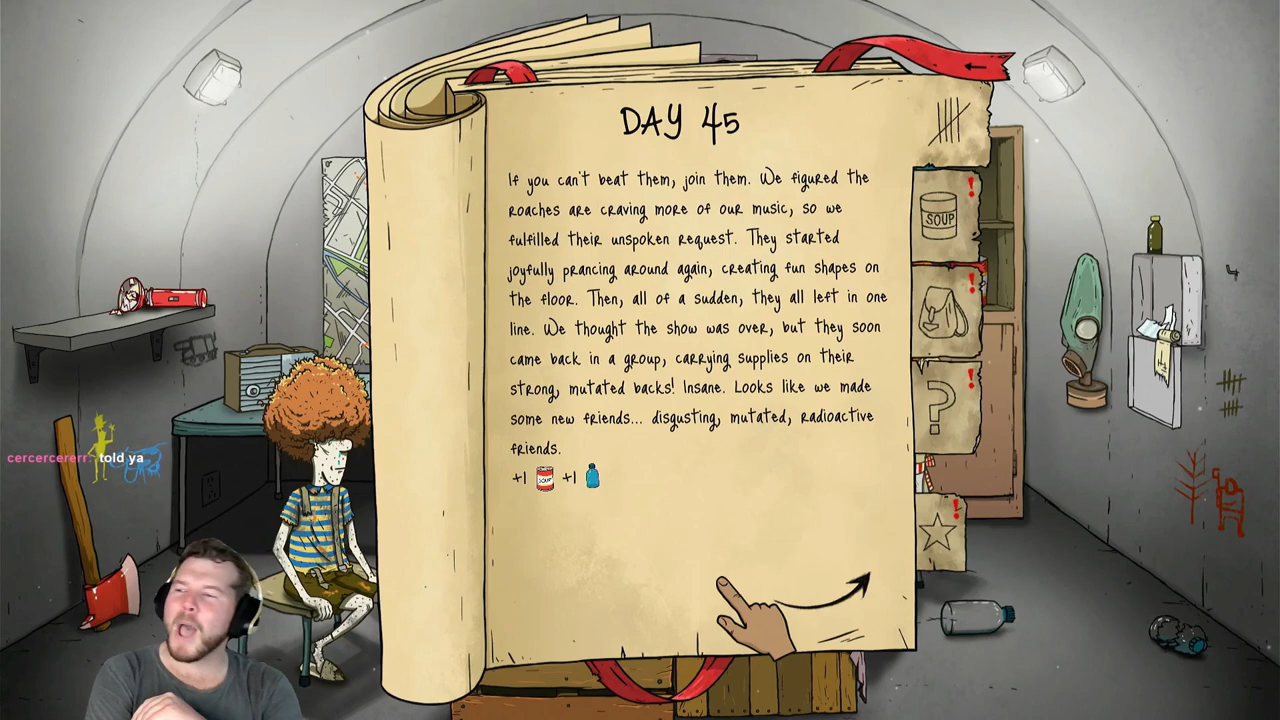 DAY 45
If you can't beat them, join them. We figured the
roaches are craving more of our music, so we
fulfilled their unspoken request. They started
joyfully prancing around again, creating fun shapes on
the floor. Then, all of a sudden, they all left in one
line. We thought the show was over, but they soon
came back in a group, carrying supplies on their
strong, mutated backs! Insane. Looks like we made
some new friends... disgusting, mutated, radioactive
friends.
+1 SOUP +1
!
SOUP
!
!
?
!
cercercererr: told ya